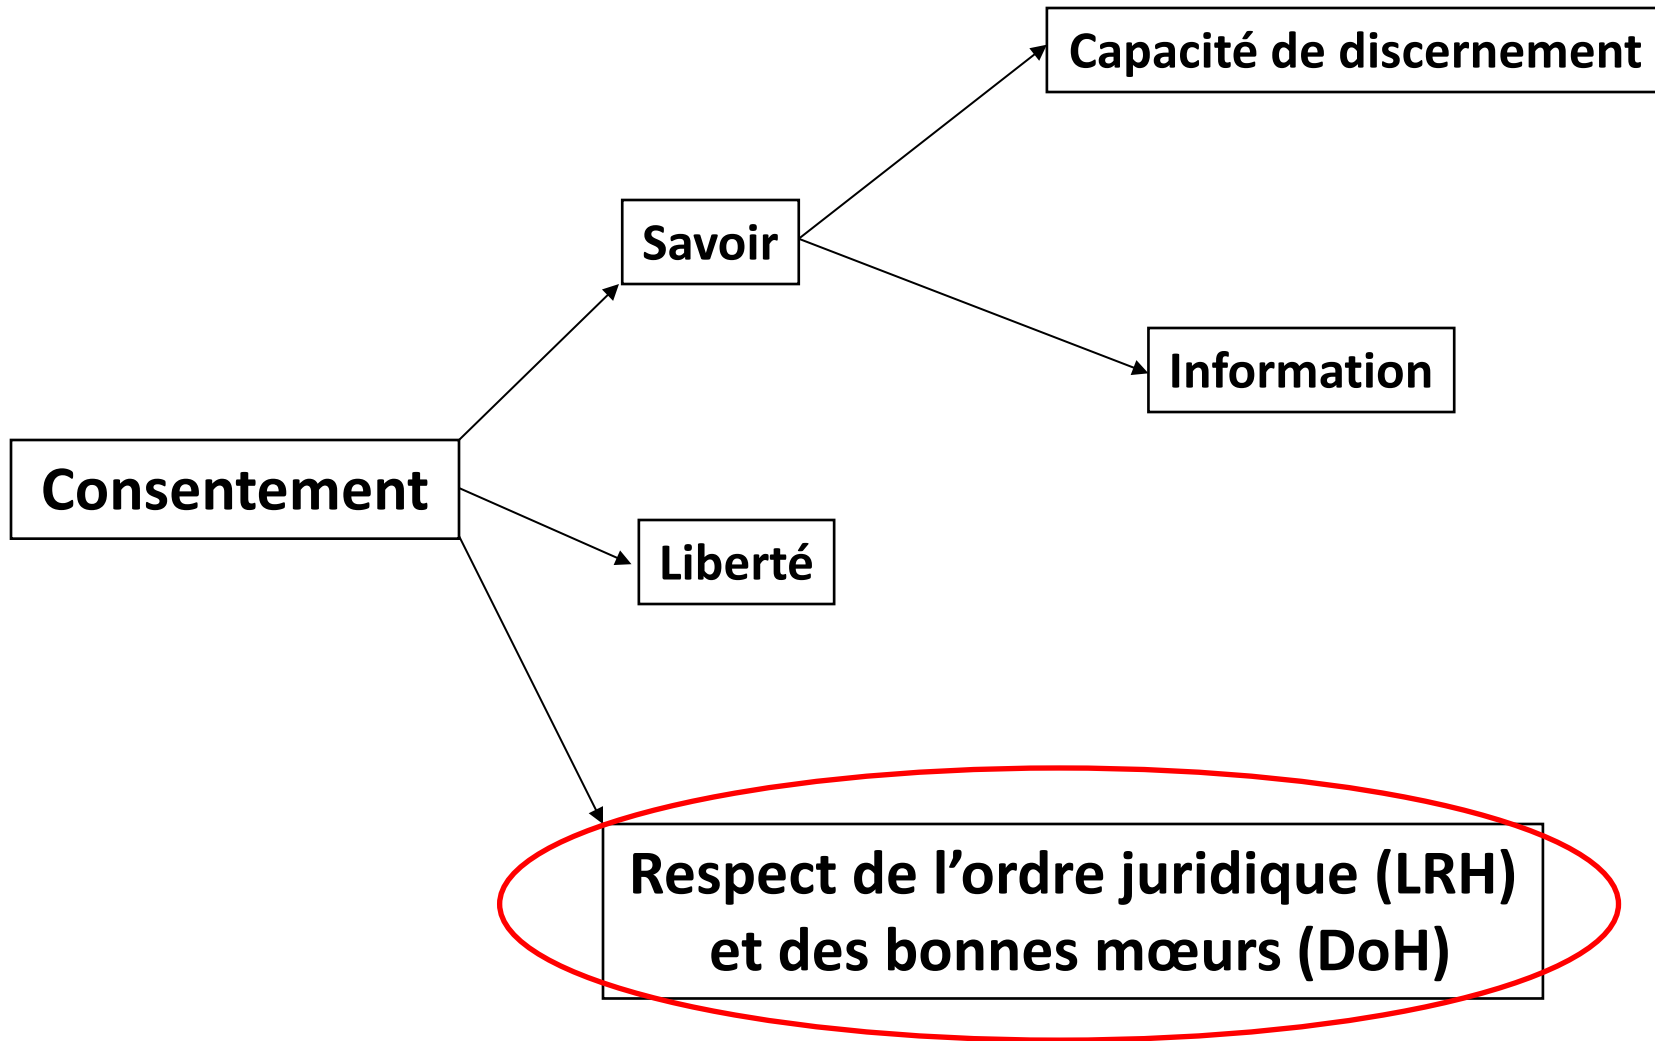 Capacité de discernement
Savoir
Information
Consentement
Liberté
Respect de l’ordre juridique (LRH)
et des bonnes mœurs (DoH)